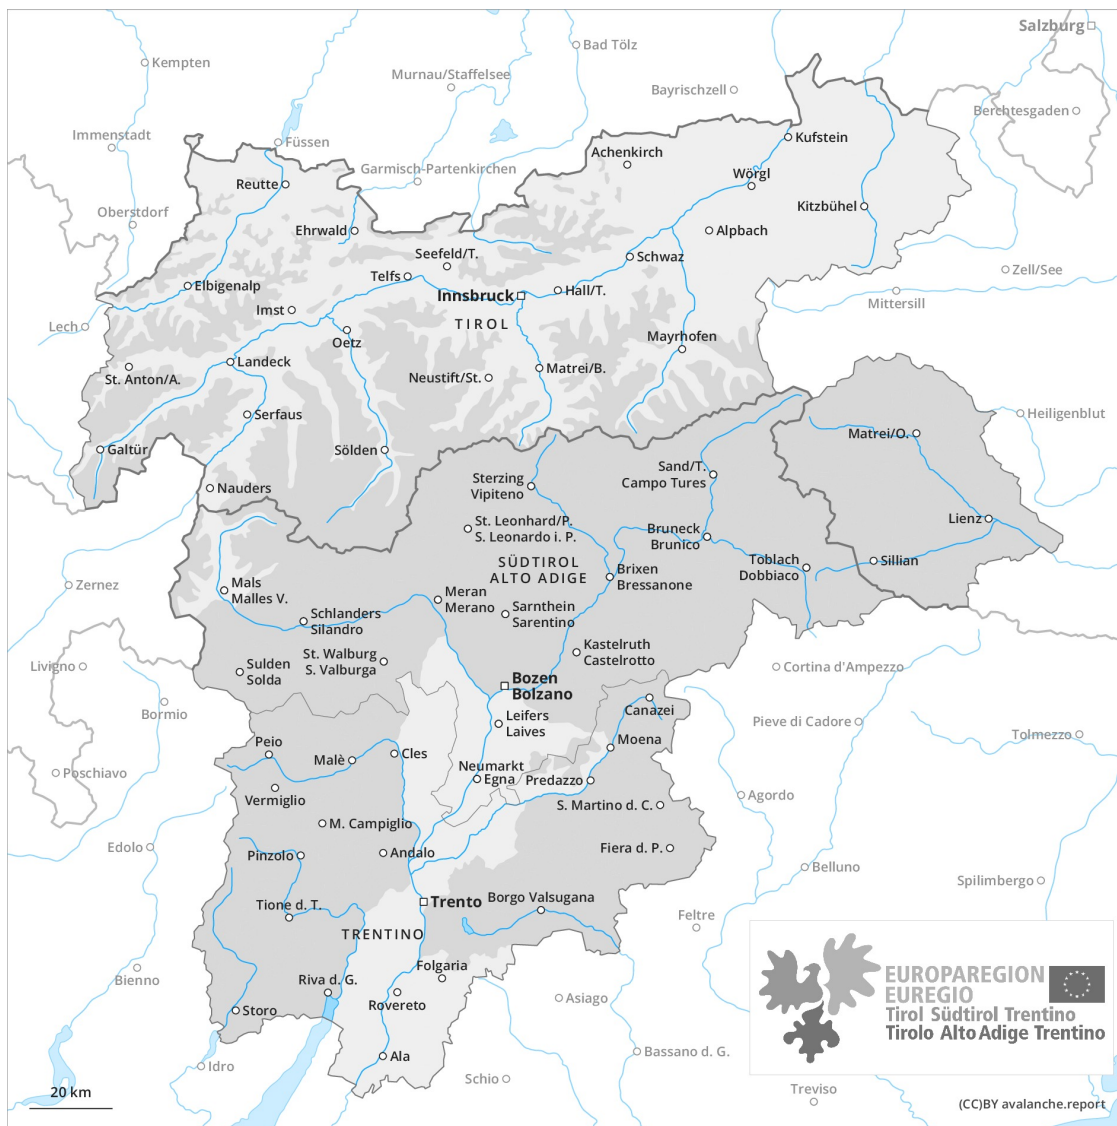 Salzburg
Bad Tölz
Kempten
Murnau/Staffelsee
Bayrischzell
Berchtesgaden
Immenstadt
Füssen
Kufstein
Achenkirch
Garmisch-Partenkirchen
Wörgl
Reutte
Kitzbühel
Oberstdorf
Ehrwald
Alpbach
Seefeld/T.
Schwaz
Zell/See
Telfs
Elbigenalp
Hall/T.
Innsbruck
Mittersill
Imst
TIROL
Lech
Oetz
Mayrhofen
Landeck
Matrei/B.
St. Anton/A.
Neustift/St.
Serfaus
Heiligenblut
Matrei/O.
Galtür
Sölden
Sand/T.
Campo Tures
Sterzing
Vipiteno
Nauders
Lienz
St. Leonhard/P.
S. Leonardo i. P.
Bruneck
Brunico
SÜDTIROL
ALTO ADIGE
Toblach
Dobbiaco
Sillian
Brixen
Bressanone
Zernez
Mals
Malles V.
Meran
Merano
Schlanders
Silandro
Sarnthein
Sarentino
Kastelruth
Castelrotto
St. Walburg
S. Valburga
Livigno
Sulden
Solda
Cortina d'Ampezzo
Bozen
Bolzano
Canazei
Bormio
Leifers
Laives
Pieve di Cadore
Tolmezzo
Moena
Peio
Cles
Malè
Neumarkt
Egna
Predazzo
Poschiavo
Vermiglio
Agordo
S. Martino d. C.
M. Campiglio
Edolo
Pinzolo
Andalo
Fiera d. P.
Belluno
Spilimbergo
Trento
Borgo Valsugana
Tione d. T.
Feltre
TRENTINO
Bienno
Folgaria
Riva d. G.
Rovereto
Asiago
Storo
EUROPAREGION
EUREGIO
Tirol Südtirol Trentino
Tirolo Alto Adige Trentino
Ala
Bassano d. G.
Idro
Schio
Treviso
20 km
(CC)BY avalanche.report